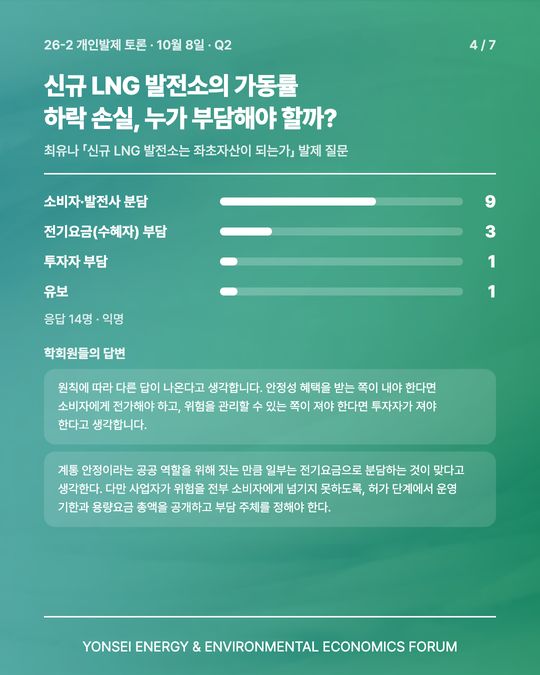 26-2 개인발제 토론 · 10월 8일 · Q2
4 / 7
신규 LNG 발전소의 가동률
하락 손실, 누가 부담해야 할까?
최유나 「신규 LNG 발전소는 좌초자산이 되는가」 발제 질문
소비자·발전사 분담 9
전기요금(수혜자) 부담 3
투자자 부담 1
유보 1
응답 14명 · 익명
학회원들의 답변
원칙에 따라 다른 답이 나온다고 생각합니다. 안정성 혜택을 받는 쪽이 내야 한다면
소비자에게 전가해야 하고, 위험을 관리할 수 있는 쪽이 져야 한다면 투자자가 져야
한다고 생각합니다.
계통 안정이라는 공공 역할을 위해 짓는 만큼 일부는 전기요금으로 분담하는 것이 맞다고
생각한다. 다만 사업자가 위험을 전부 소비자에게 넘기지 못하도록, 허가 단계에서 운영
기한과 용량요금 총액을 공개하고 부담 주체를 정해야 한다.
YONSEI ENERGY & ENVIRONMENTAL ECONOMICS FORUM